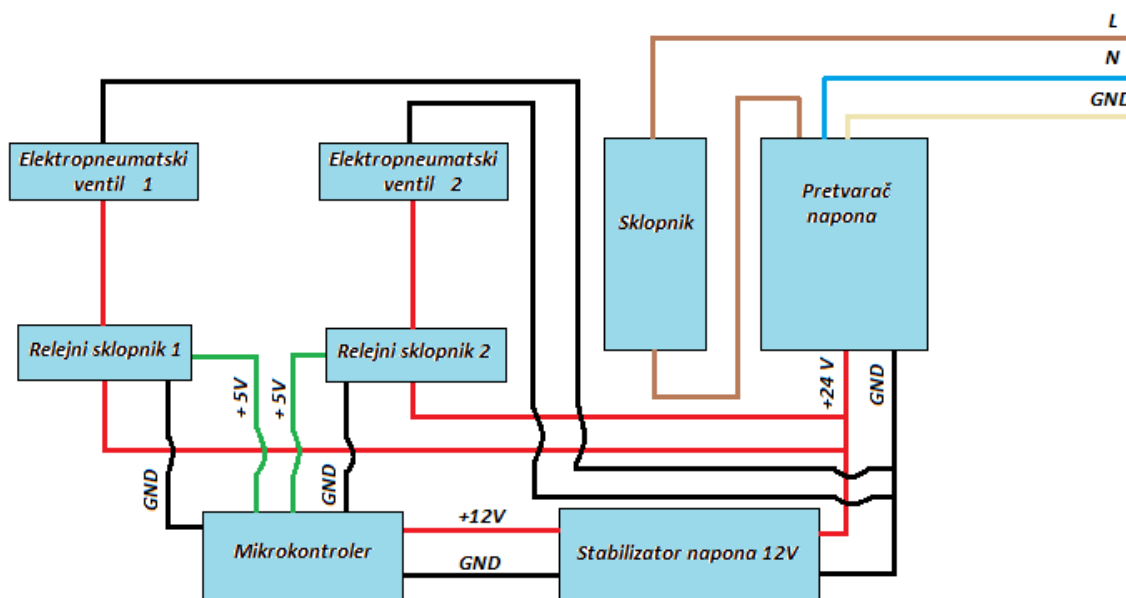 L
N
GND
Elektropneumatski
ventil 1
Elektropneumatski
ventil 2
Sklopnik
Pretvarač
napona
Relejni sklopnik 1
Relejni sklopnik 2
+ 5V
+ 5V
+24 V
GND
GND
GND
Mikrokontroler
+12V
GND
Stabilizator napona 12V